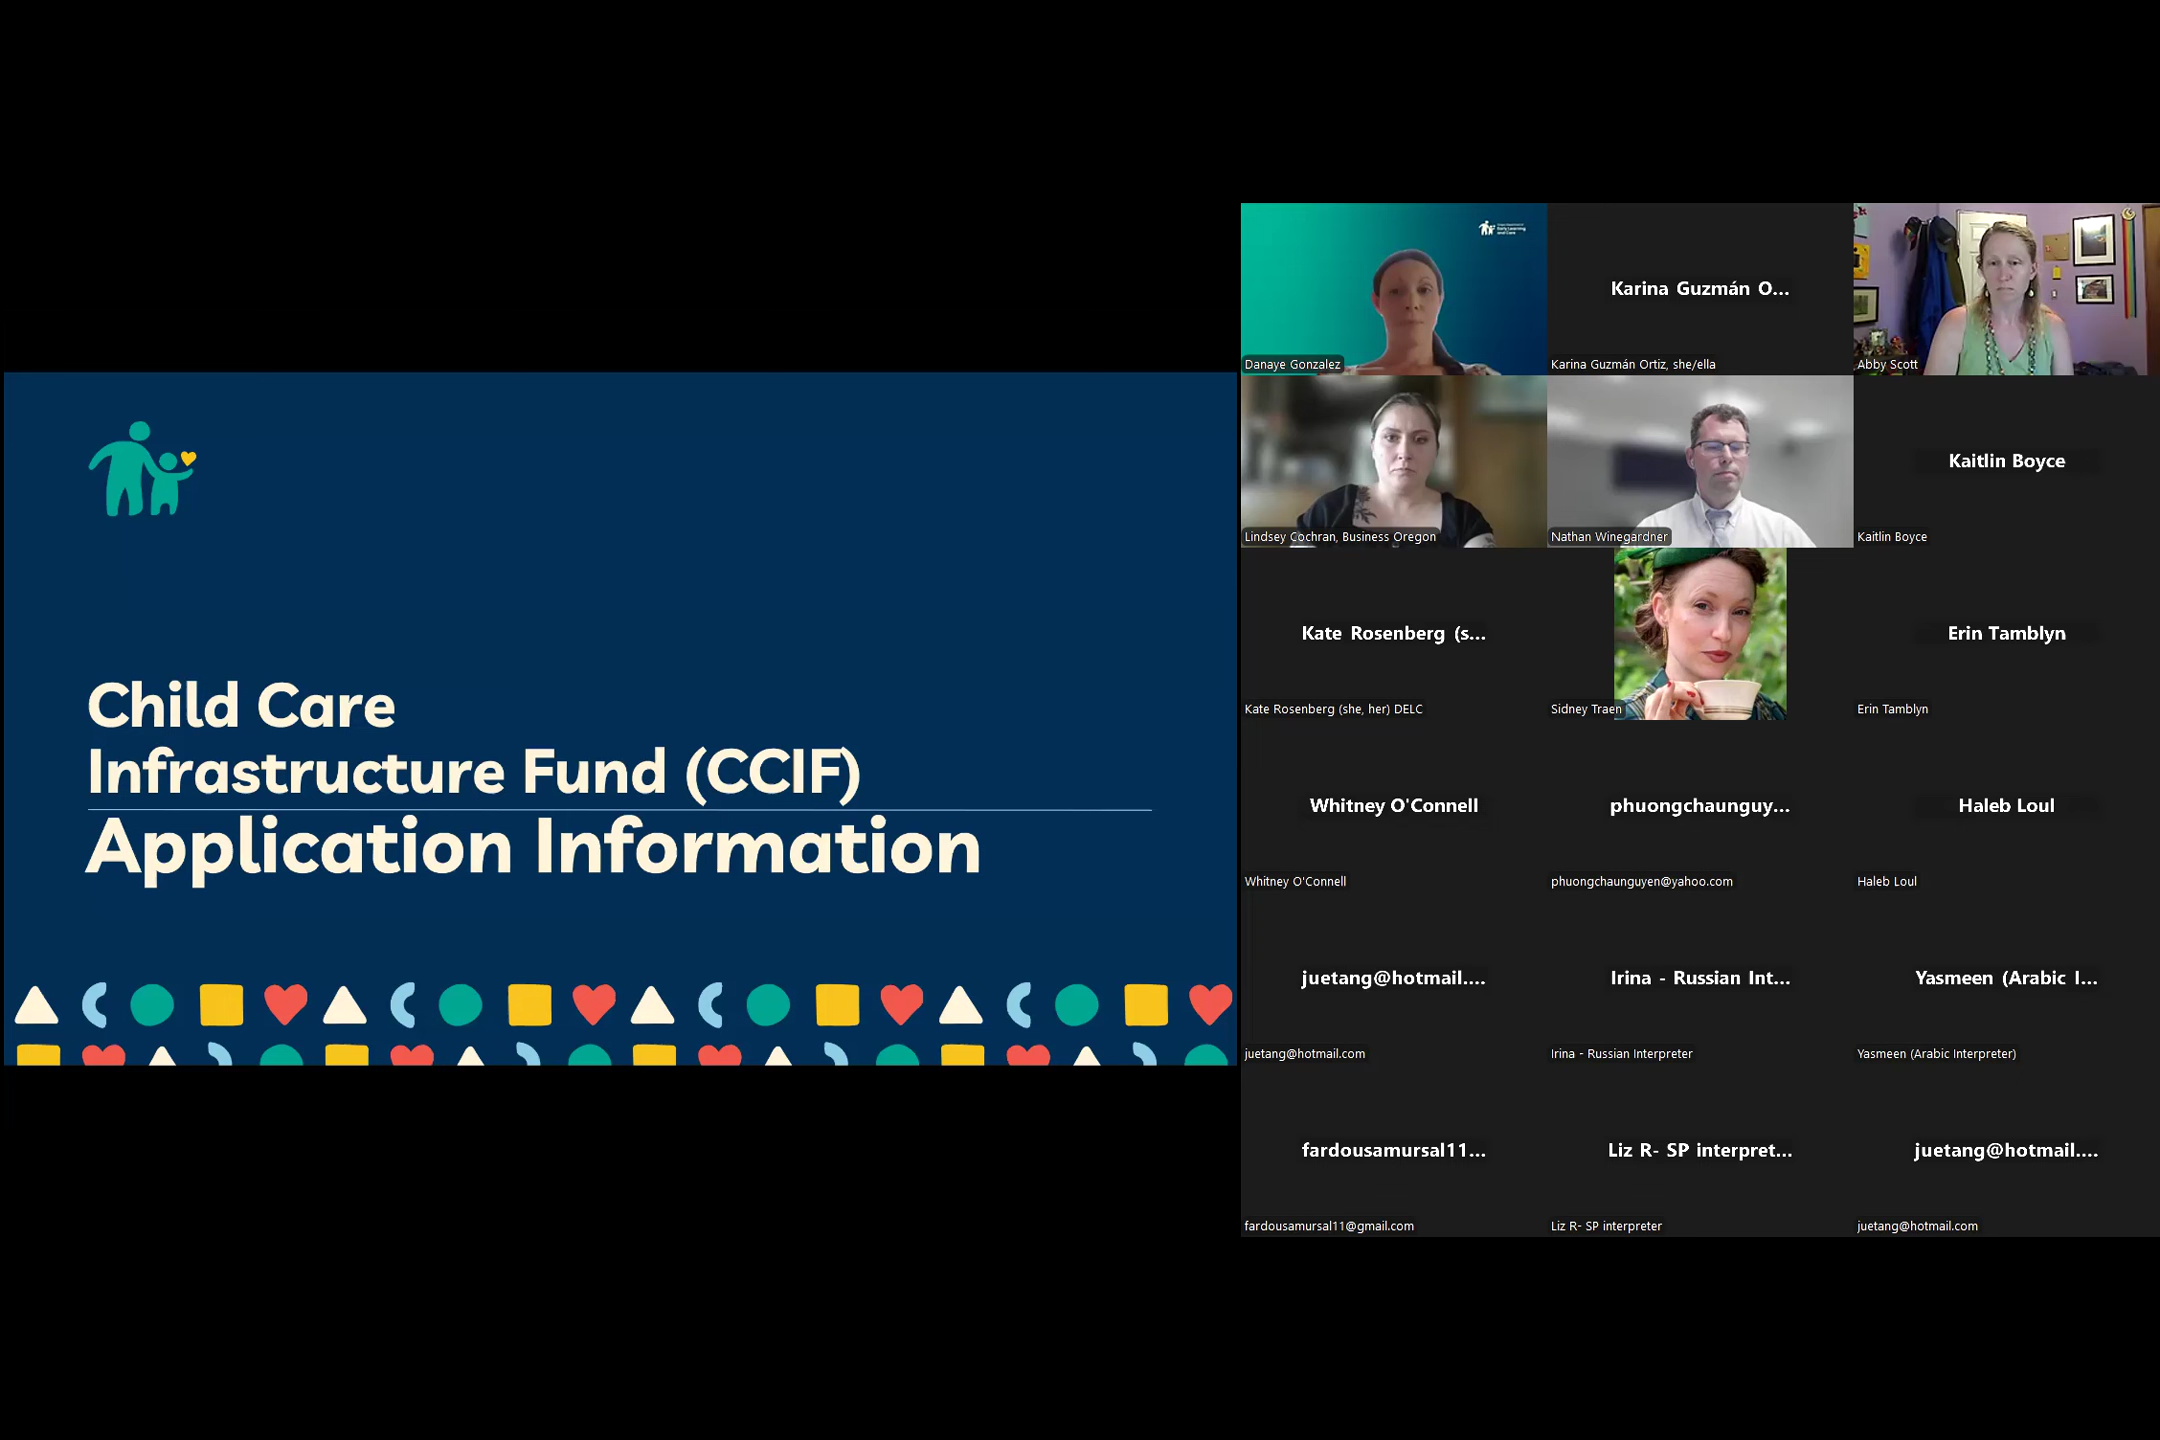 Child Care
Infrastructure Fund (CCIF)
Application Information
Early Learning
and Care
Danaye Gonzalez
Karina Guzmán O...
Karina Guzmán Ortiz, she/ella
Abby Scott
Lindsey Cochran, Business Oregon
Nathan Winegardner
Kaitlin Boyce
Kaitlin Boyce
Kate Rosenberg (s...
Kate Rosenberg (she, her) DELC
Sidney Traen
Erin Tamblyn
Erin Tamblyn
Whitney O'Connell
Whitney O'Connell
phuongchaunguy...
phuongchaunguyen@yahoo.com
Haleb Loul
Haleb Loul
juetang@hotmail....
juetang@hotmail.com
Irina - Russian Int...
Irina - Russian Interpreter
Yasmeen (Arabic I...
Yasmeen (Arabic Interpreter)
fardousamursal11...
fardousamursal11@gmail.com
Liz R- SP interpret...
Liz R- SP interpreter
juetang@hotmail....
juetang@hotmail.com